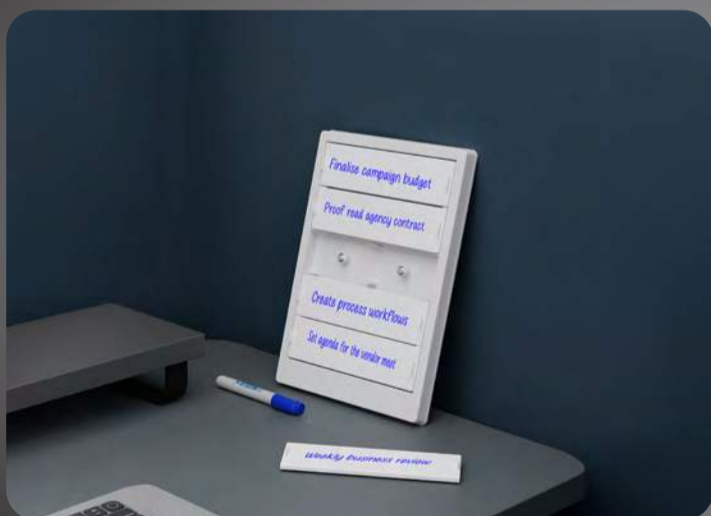 Finalise campaign budget
Proof read agency contract
Create process workflows
Set agenda for the vendor meet
Weekly business review